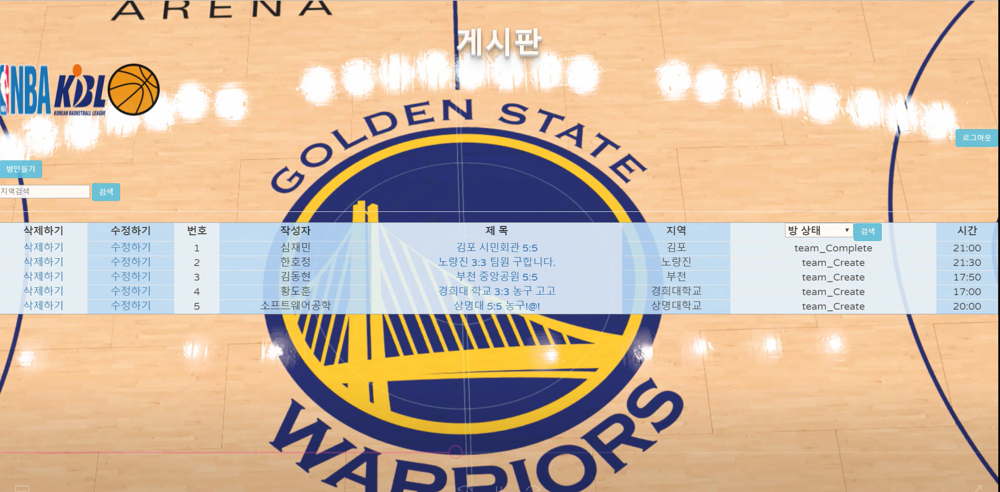 ARENA
게시판
NBA
KBL
KOREAN BASKETBALL LEAGUE
GOLDEN STATE
로그아웃
방만들기
지역검색 검색
삭제하기 수정하기 번호 작성자 제 목 지역 방 상태 검색 시간
삭제하기 수정하기 1 심재민 김포 시민회관 5:5 김포 team_Complete 21:00
삭제하기 수정하기 2 한호정 노량진 3:3 팀원 구합니다. 노량진 team_Create 21:30
삭제하기 수정하기 3 김동현 부천 중앙공원 5:5 부천 team_Create 17:50
삭제하기 수정하기 4 황도훈 경희대 학교 3:3 농구 고고 경희대학교 team_Create 17:00
삭제하기 수정하기 5 소프트웨어공학 상명대 5:5 농구!@! 상명대학교 team_Create 20:00
WARRIORS